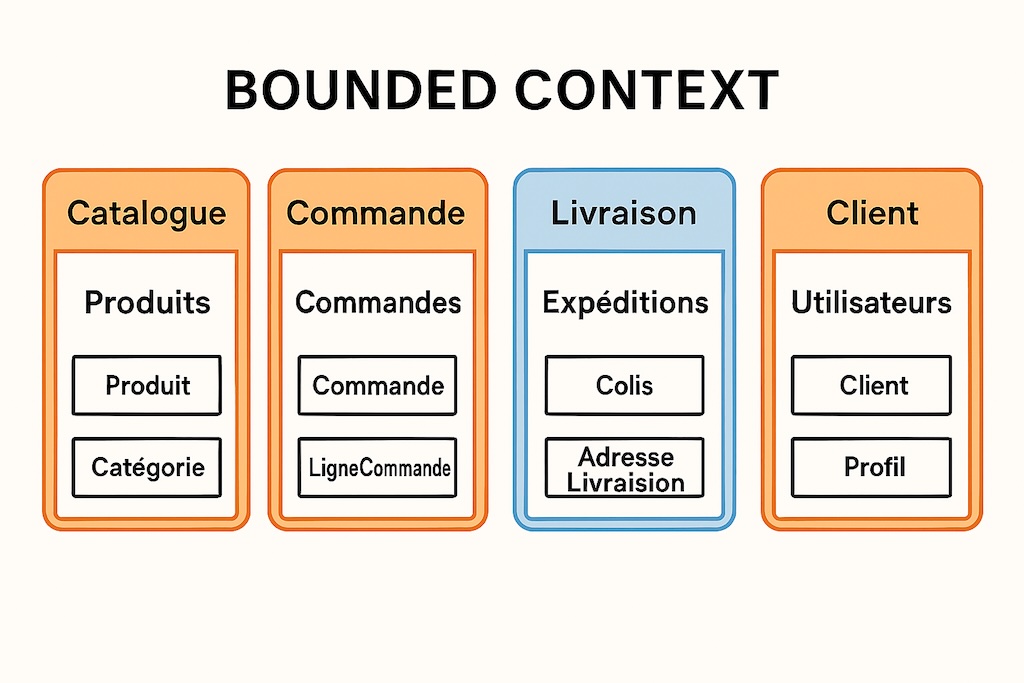 BOUNDED CONTEXT
Catalogue
Produits
Produit
Catégorie
Commande
Commandes
Commande
LigneCommande
Livraison
Expéditions
Colis
Adresse
Livraision
Client
Utilisateurs
Client
Profil